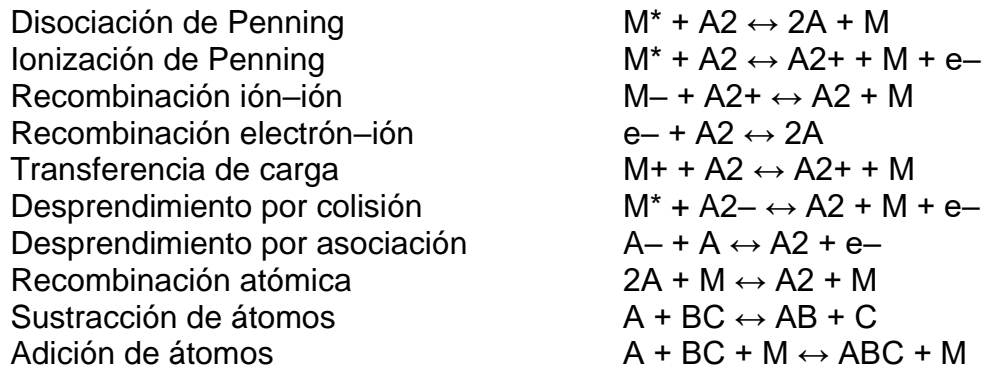 Disociación de Penning M* + A2 ↔ 2A + M
Ionización de Penning M* + A2 ↔ A2+ + M + e–
Recombinación ión–ión M– + A2+ ↔ A2 + M
Recombinación electrón–ión e– + A2 ↔ 2A
Transferencia de carga M+ + A2 ↔ A2+ + M
Desprendimiento por colisión M* + A2– ↔ A2 + M + e–
Desprendimiento por asociación A– + A ↔ A2 + e–
Recombinación atómica 2A + M ↔ A2 + M
Sustracción de átomos A + BC ↔ AB + C
Adición de átomos A + BC + M ↔ ABC + M